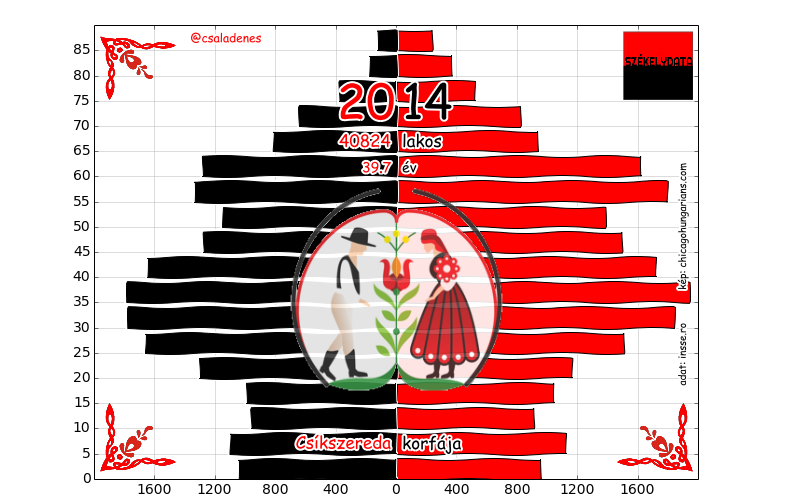 @csaladenes
SZÉKELYDATA
2014
40824 lakos
39.7 év
Csíkszereda korfája
kép: chicagohungarians.com
adat: insse.ro
85
80
75
70
65
60
55
50
45
40
35
30
25
20
15
10
5
0
1600 1200 800 400 0 400 800 1200 1600